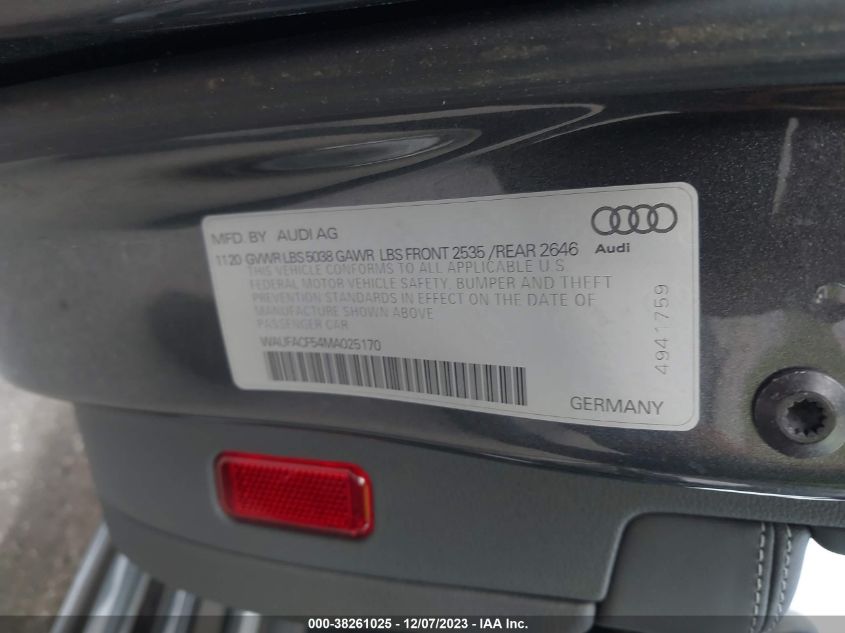 MFD. BY AUDI AG
Audi
1120 GVWR LBS 5038 GAWR LBS FRONT 2535 /REAR 2646
THIS VEHICLE CONFORMS TO ALL APPLICABLE U S
FEDERAL MOTOR VEHICLE SAFETY, BUMPER AND THEFT
PREVENTION STANDARDS IN EFFECT ON THE DATE OF
MANUFACTURE SHOWN ABOVE
PASSENGER CAR
WAUFACF54MA025170
4941759
GERMANY
000-38261025 - 12/07/2023 - IAA Inc.